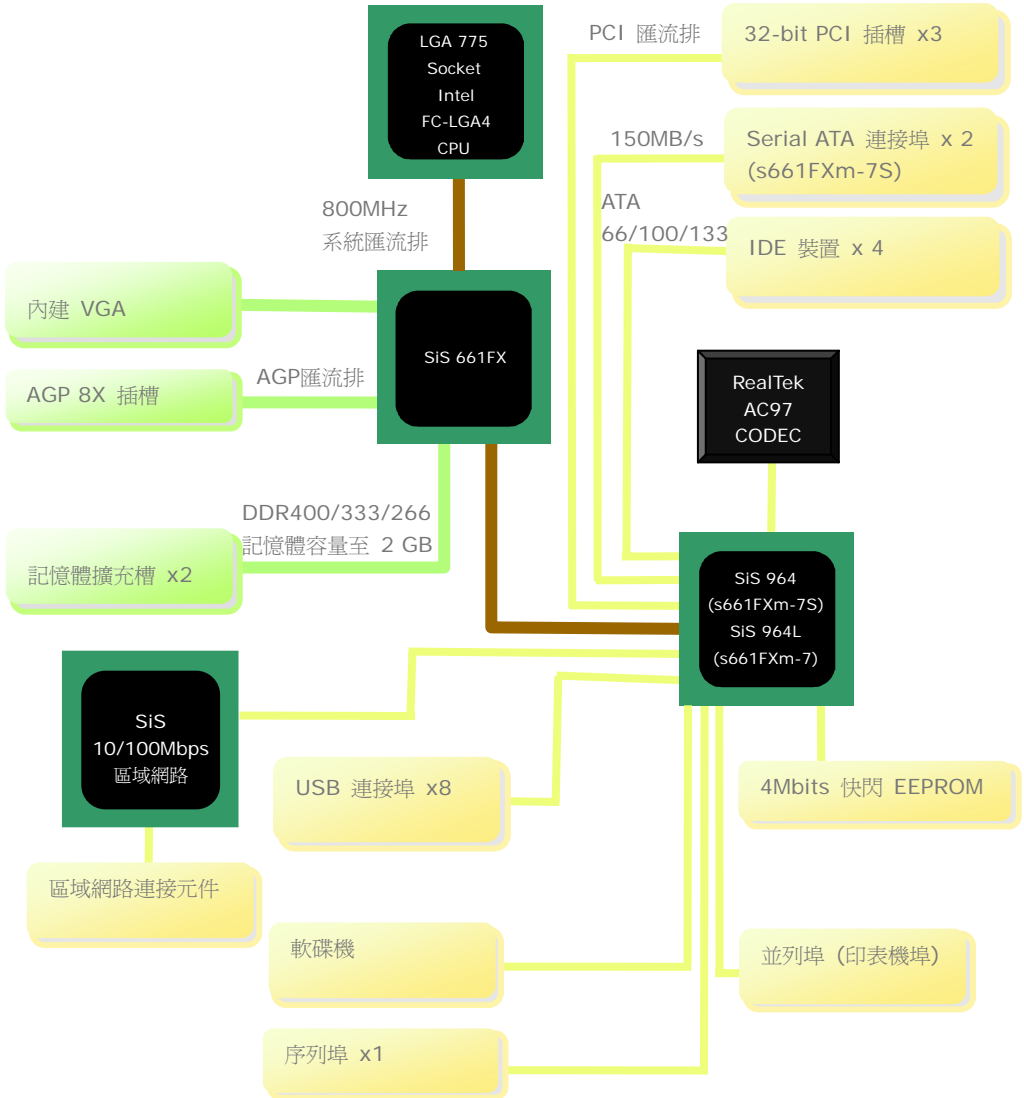 LGA 775
Socket
Intel
FC-LGA4
CPU
PCI 匯流排
32-bit PCI 插槽 x3
150MB/s
Serial ATA 連接埠 x 2
(s661FXm-7S)
ATA
66/100/133
IDE 裝置 x 4
800MHz
系統匯流排
內建 VGA
SiS 661FX
AGP匯流排
AGP 8X 插槽
RealTek
AC97
CODEC
DDR400/333/266
記憶體容量至 2 GB
記憶體擴充槽 x2
SiS 964
(s661FXm-7S)
SiS 964L
(s661FXm-7)
SiS
10/100Mbps
區域網路
USB 連接埠 x8
4Mbits 快閃 EEPROM
區域網路連接元件
軟碟機
並列埠 (印表機埠)
序列埠 x1